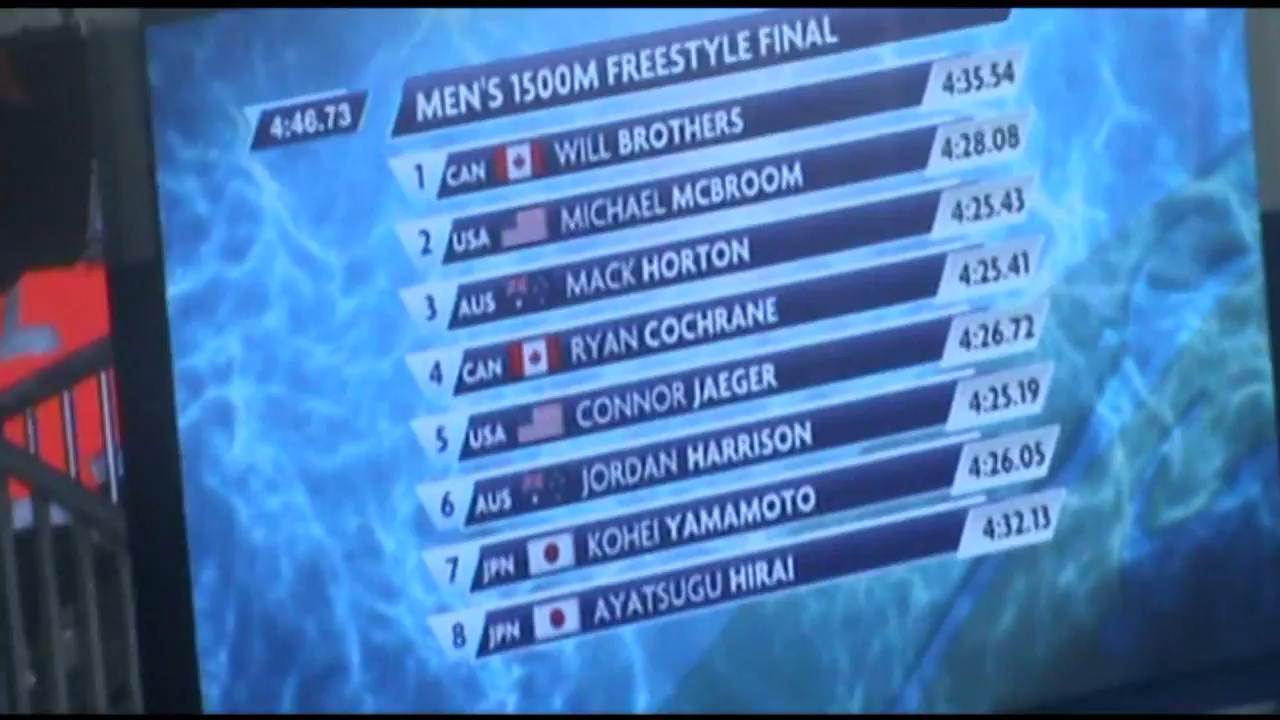 4:46.73
MEN'S 1500M FREESTYLE FINAL
1 CAN WILL BROTHERS 4:35.54
2 USA MICHAEL MCBROOM 4:28.08
3 AUS MACK HORTON 4:25.43
4 CAN RYAN COCHRANE 4:25.41
5 USA CONNOR JAEGER 4:26.72
6 AUS JORDAN HARRISON 4:25.19
7 JPN KOHEI YAMAMOTO 4:26.05
8 JPN AYATSUGU HIRAI 4:32.13